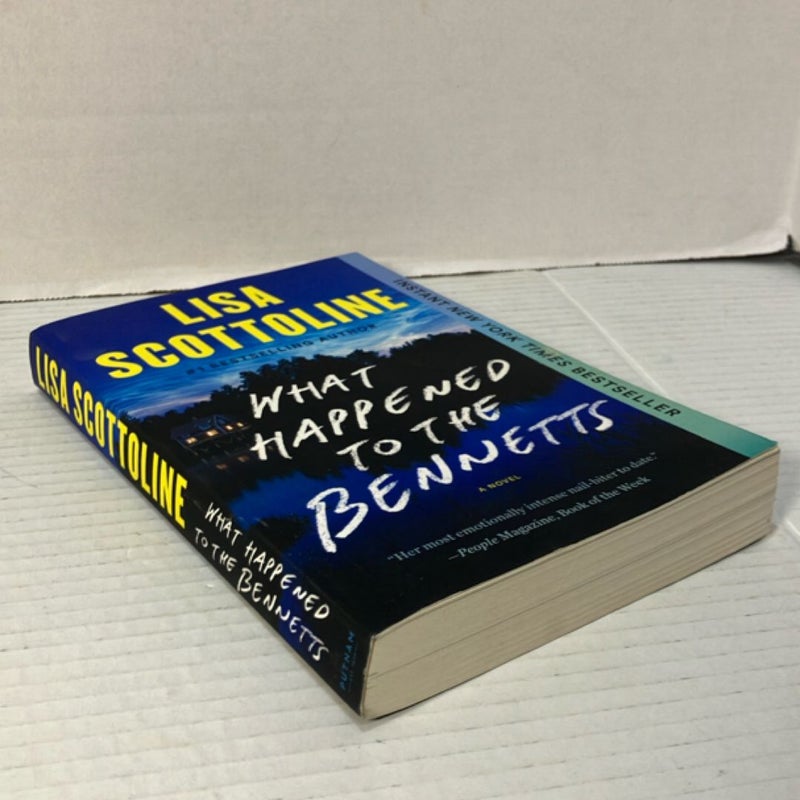 LISA
SCOTTOLINE
#1 BESTSELLING AUTHOR
INSTANT NEW YORK TIMES BESTSELLER
WHAT
HAPPENED
TO THE
BENNETTS
A NOVEL
"Her most emotionally intense nail-biter to date."
—People Magazine, Book of the Week
LISA SCOTTOLINE
WHAT HAPPENED
TO THE BENNETTS
PUTNAM